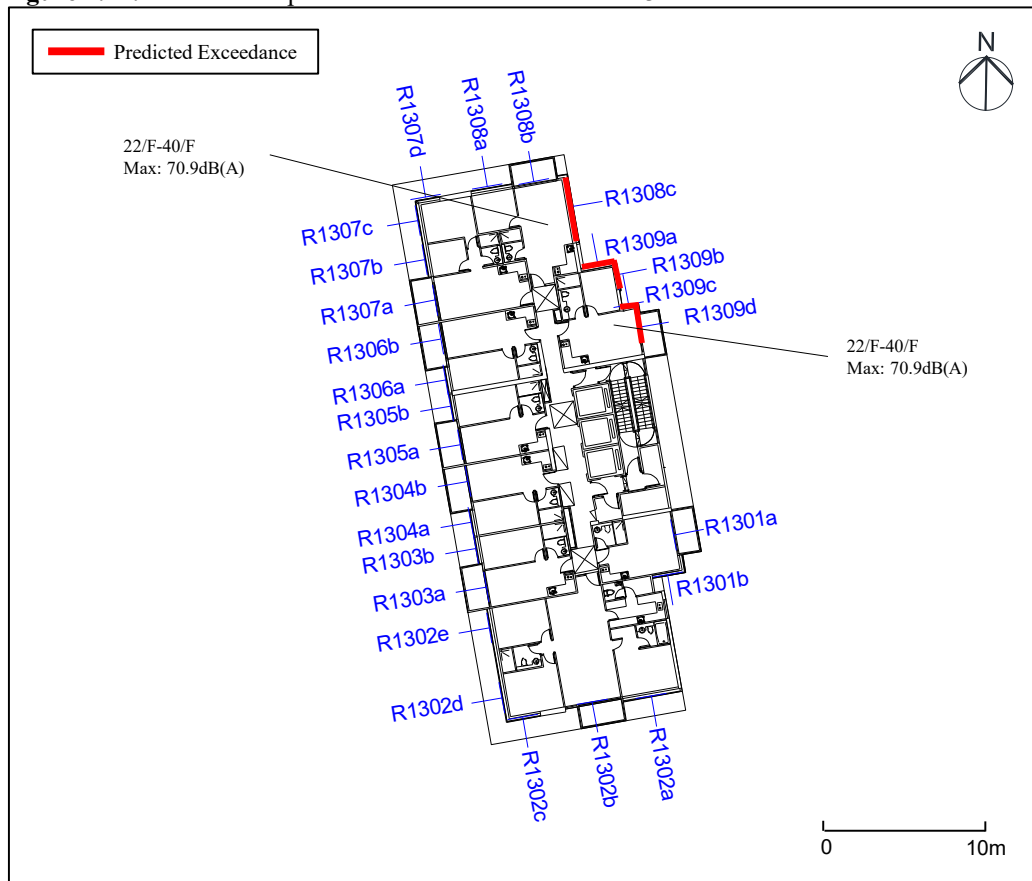 Predicted Exceedance
N
22/F-40/F
Max: 70.9dB(A)
R1307d
R1308a
R1308b
R1308c
R1307c
R1309a
R1307b
R1309b
R1309c
R1307a
R1309d
R1306b
22/F-40/F
Max: 70.9dB(A)
R1306a
R1305b
R1305a
R1304b
R1304a
R1301a
R1303b
R1303a
R1301b
R1302e
R1302d
R1302c
R1302b
R1302a
0
10m